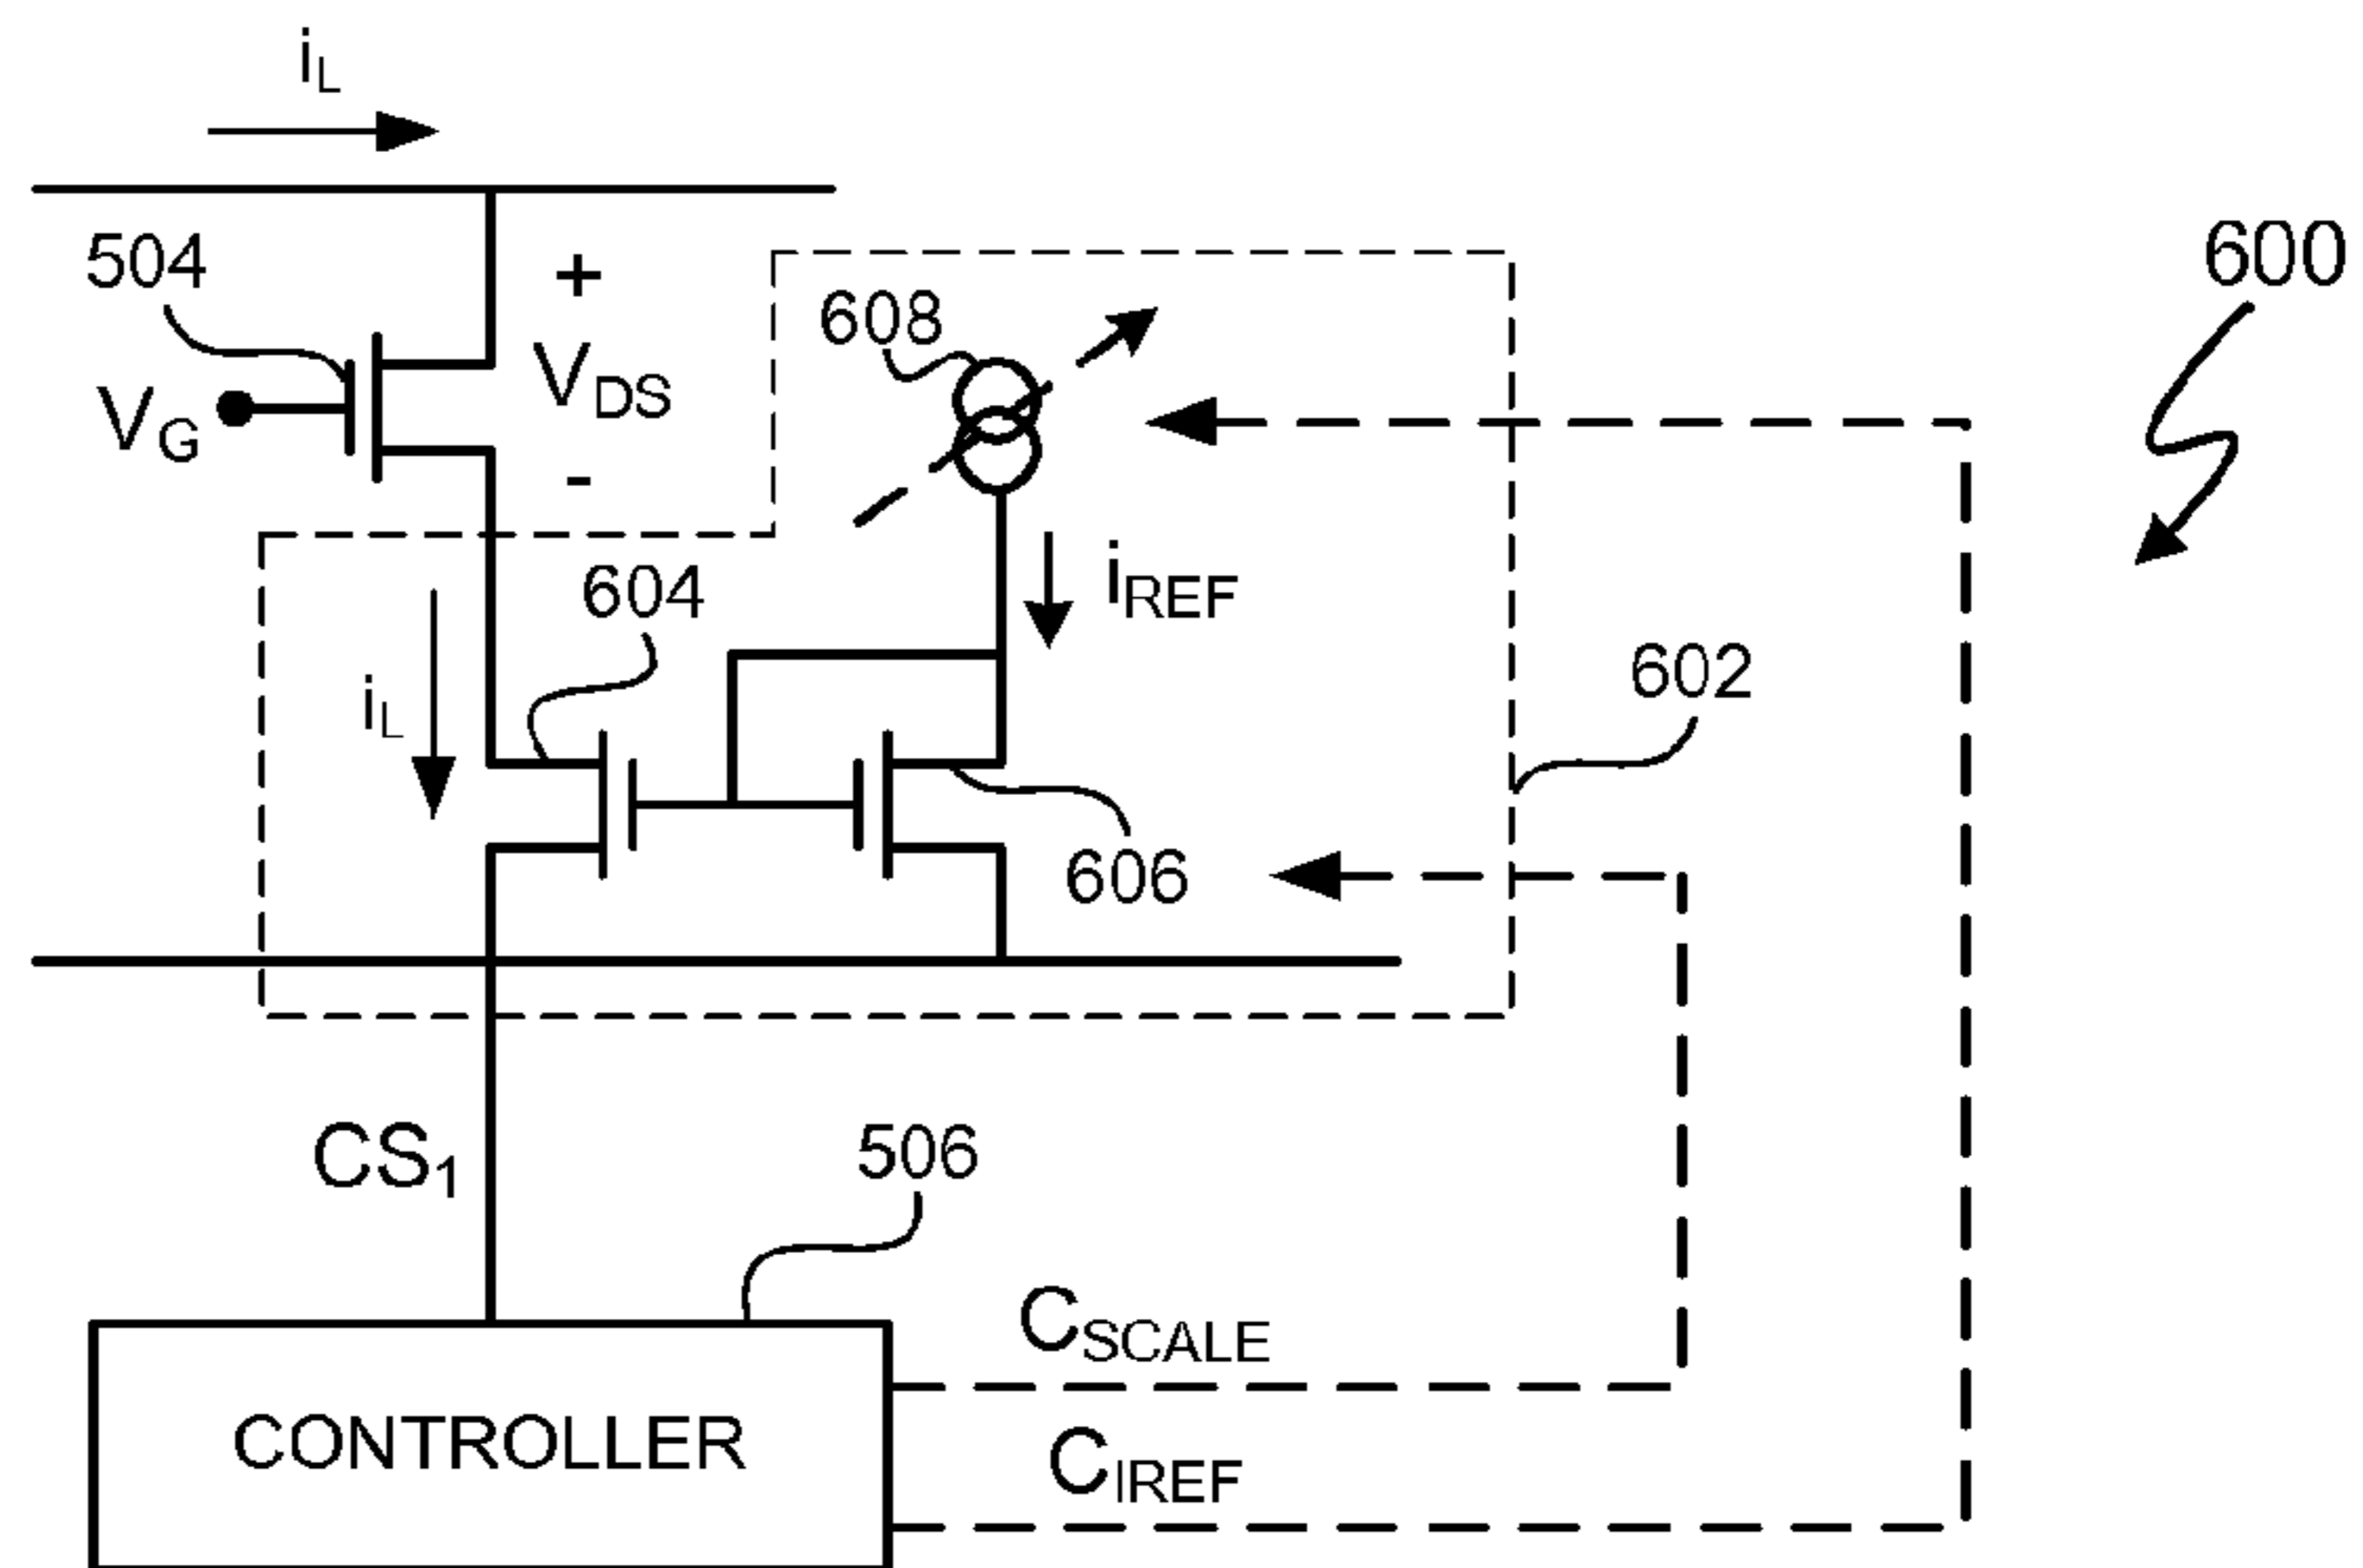 iL
504
+
VDS
-
VG
608
600
iREF
604
iL
602
606
CS1
506
CSCALE
CONTROLLER
CIREF